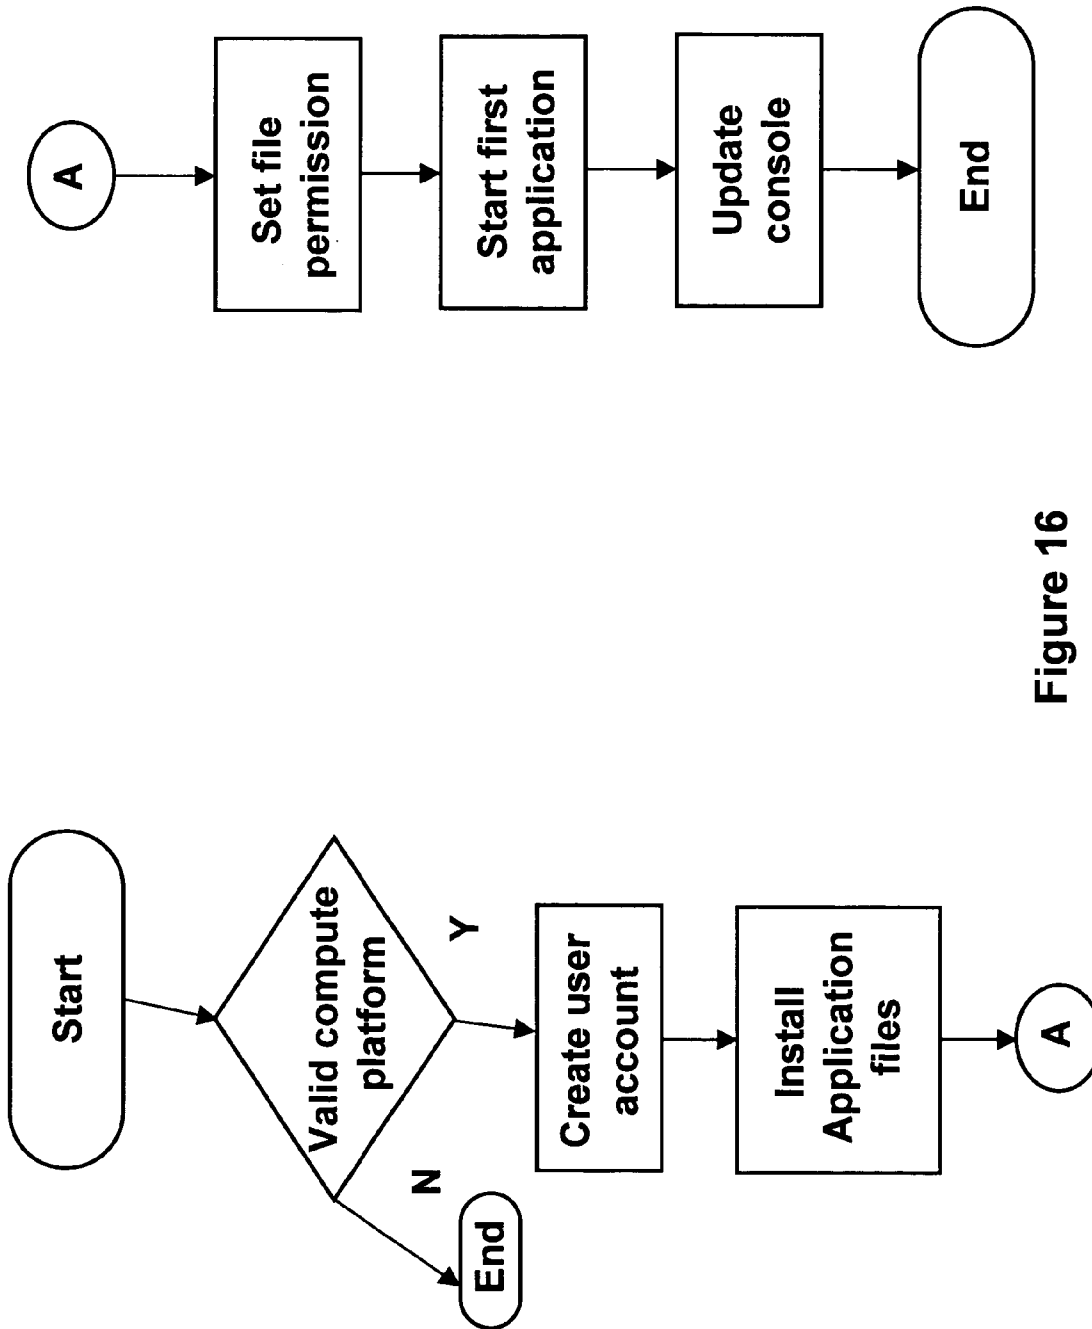 Start
Valid compute
platform
N
Y
End
Create user
account
Install
Application
files
A
A
Set file
permission
Start first
application
Update
console
End
Figure 16